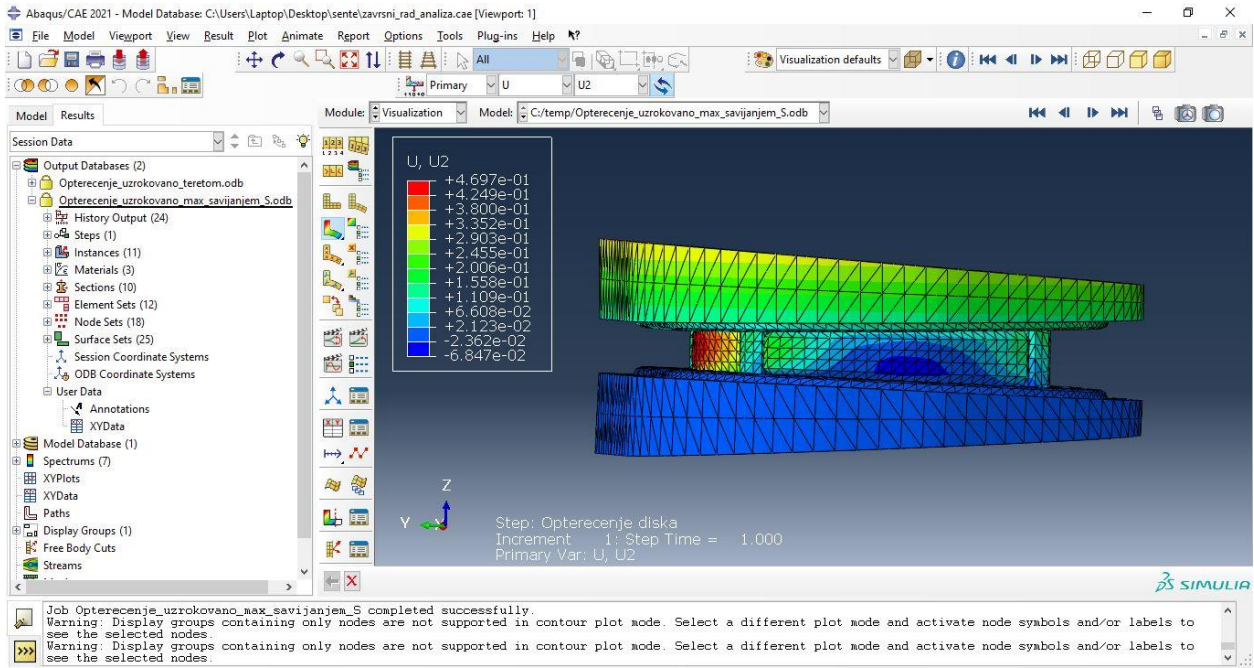 Abaqus/CAE 2021 - Model Database: C:\Users\Laptop\Desktop\sente\zavrsni_rad_analiza.cae [Viewport: 1]
File Model Viewport View Result Plot Animate Report Options Tools Plug-ins Help
All
Visualization defaults
Primary U U2
Model Results
Module: Visualization Model: C:/temp/Opterecenje_uzrokovano_max_savijanjem_S.odb
Session Data
Output Databases (2)
Opterecenje_uzrokovano_teretom.odb
Opterecenje_uzrokovano_max_savijanjem_S.odb
History Output (24)
Steps (1)
Instances (11)
Materials (3)
Sections (10)
Element Sets (12)
Node Sets (18)
Surface Sets (25)
Session Coordinate Systems
ODB Coordinate Systems
User Data
Annotations
XYData
Model Database (1)
Spectrums (7)
XYPlots
XYData
Paths
Display Groups (1)
Free Body Cuts
Streams
U, U2
+4.697e-01
+4.249e-01
+3.800e-01
+3.352e-01
+2.903e-01
+2.455e-01
+2.006e-01
+1.558e-01
+1.109e-01
+6.608e-02
+2.123e-02
-2.362e-02
-6.847e-02
Z
Y X
Step: Opterecenje diska
Increment 1: Step Time = 1.000
Primary Var: U, U2
SIMULIA
Job Opterecenje_uzrokovano_max_savijanjem_S completed successfully.
Warning: Display groups containing only nodes are not supported in contour plot mode. Select a different plot mode and activate node symbols and/or labels to
see the selected nodes.
Warning: Display groups containing only nodes are not supported in contour plot mode. Select a different plot mode and activate node symbols and/or labels to
see the selected nodes.